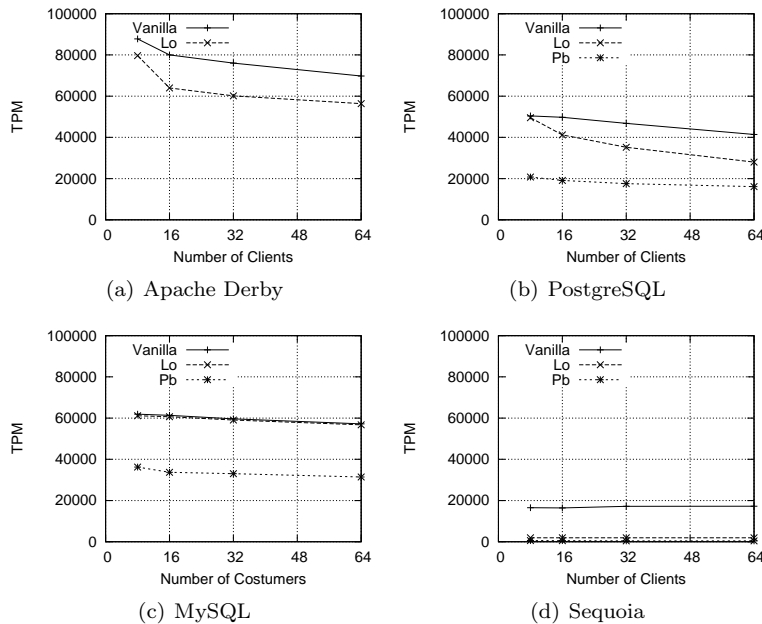 100000
80000
60000
40000
20000
0
TPM
Vanilla
Lo
0 16 32 48 64
Number of Clients
(a) Apache Derby
100000
80000
60000
40000
20000
0
TPM
Vanilla
Lo
Pb
0 16 32 48 64
Number of Clients
(b) PostgreSQL
100000
80000
60000
40000
20000
0
TPM
Vanilla
Lo
Pb
0 16 32 48 64
Number of Costumers
(c) MySQL
100000
80000
60000
40000
20000
0
TPM
Vanilla
Lo
Pb
0 16 32 48 64
Number of Clients
(d) Sequoia